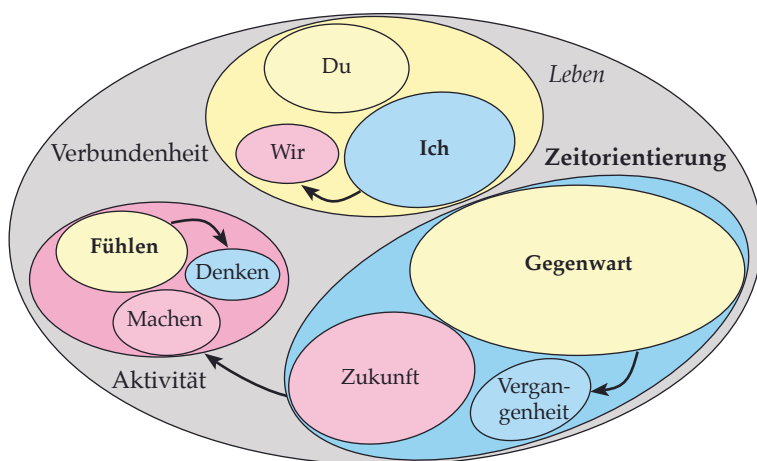 Du
Leben
Verbundenheit
Wir
Ich
Zeitorientierung
Fühlen
Denken
Gegenwart
Machen
Aktivität
Zukunft
Vergan-
genheit